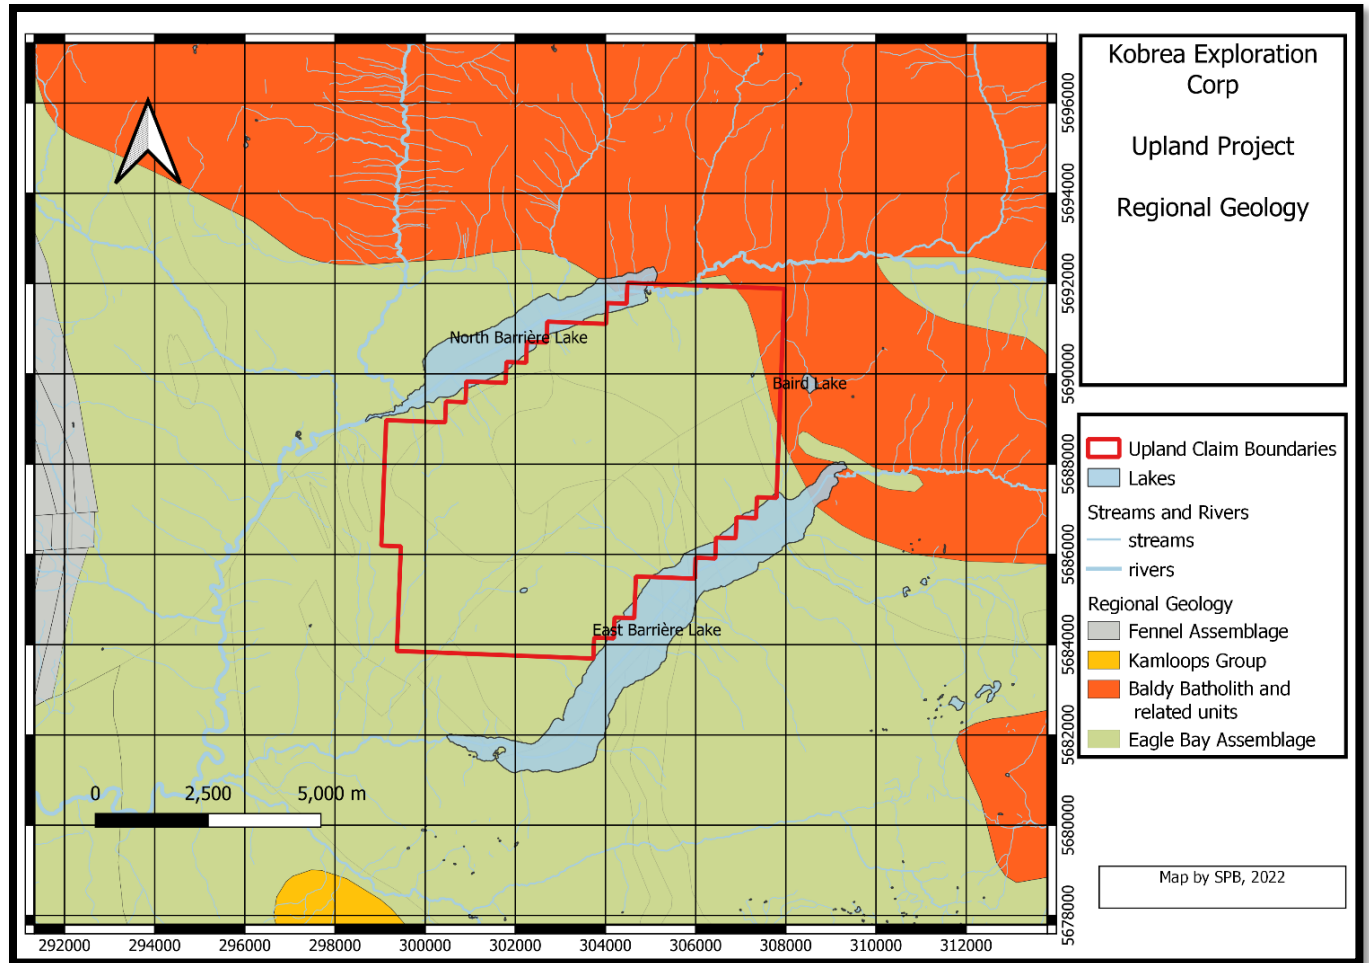 Kobrea Exploration
Corp
Upland Project
Regional Geology
5696000
5694000
5692000
5690000
5688000
5686000
5684000
5682000
5680000
5678000
North Barrière Lake
Baird Lake
East Barrière Lake
0 2,500 5,000 m
292000 294000 296000 298000 300000 302000 304000 306000 308000 310000 312000
Upland Claim Boundaries
Lakes
Streams and Rivers
streams
rivers
Regional Geology
Fennel Assemblage
Kamloops Group
Baldy Batholith and
related units
Eagle Bay Assemblage
Map by SPB, 2022